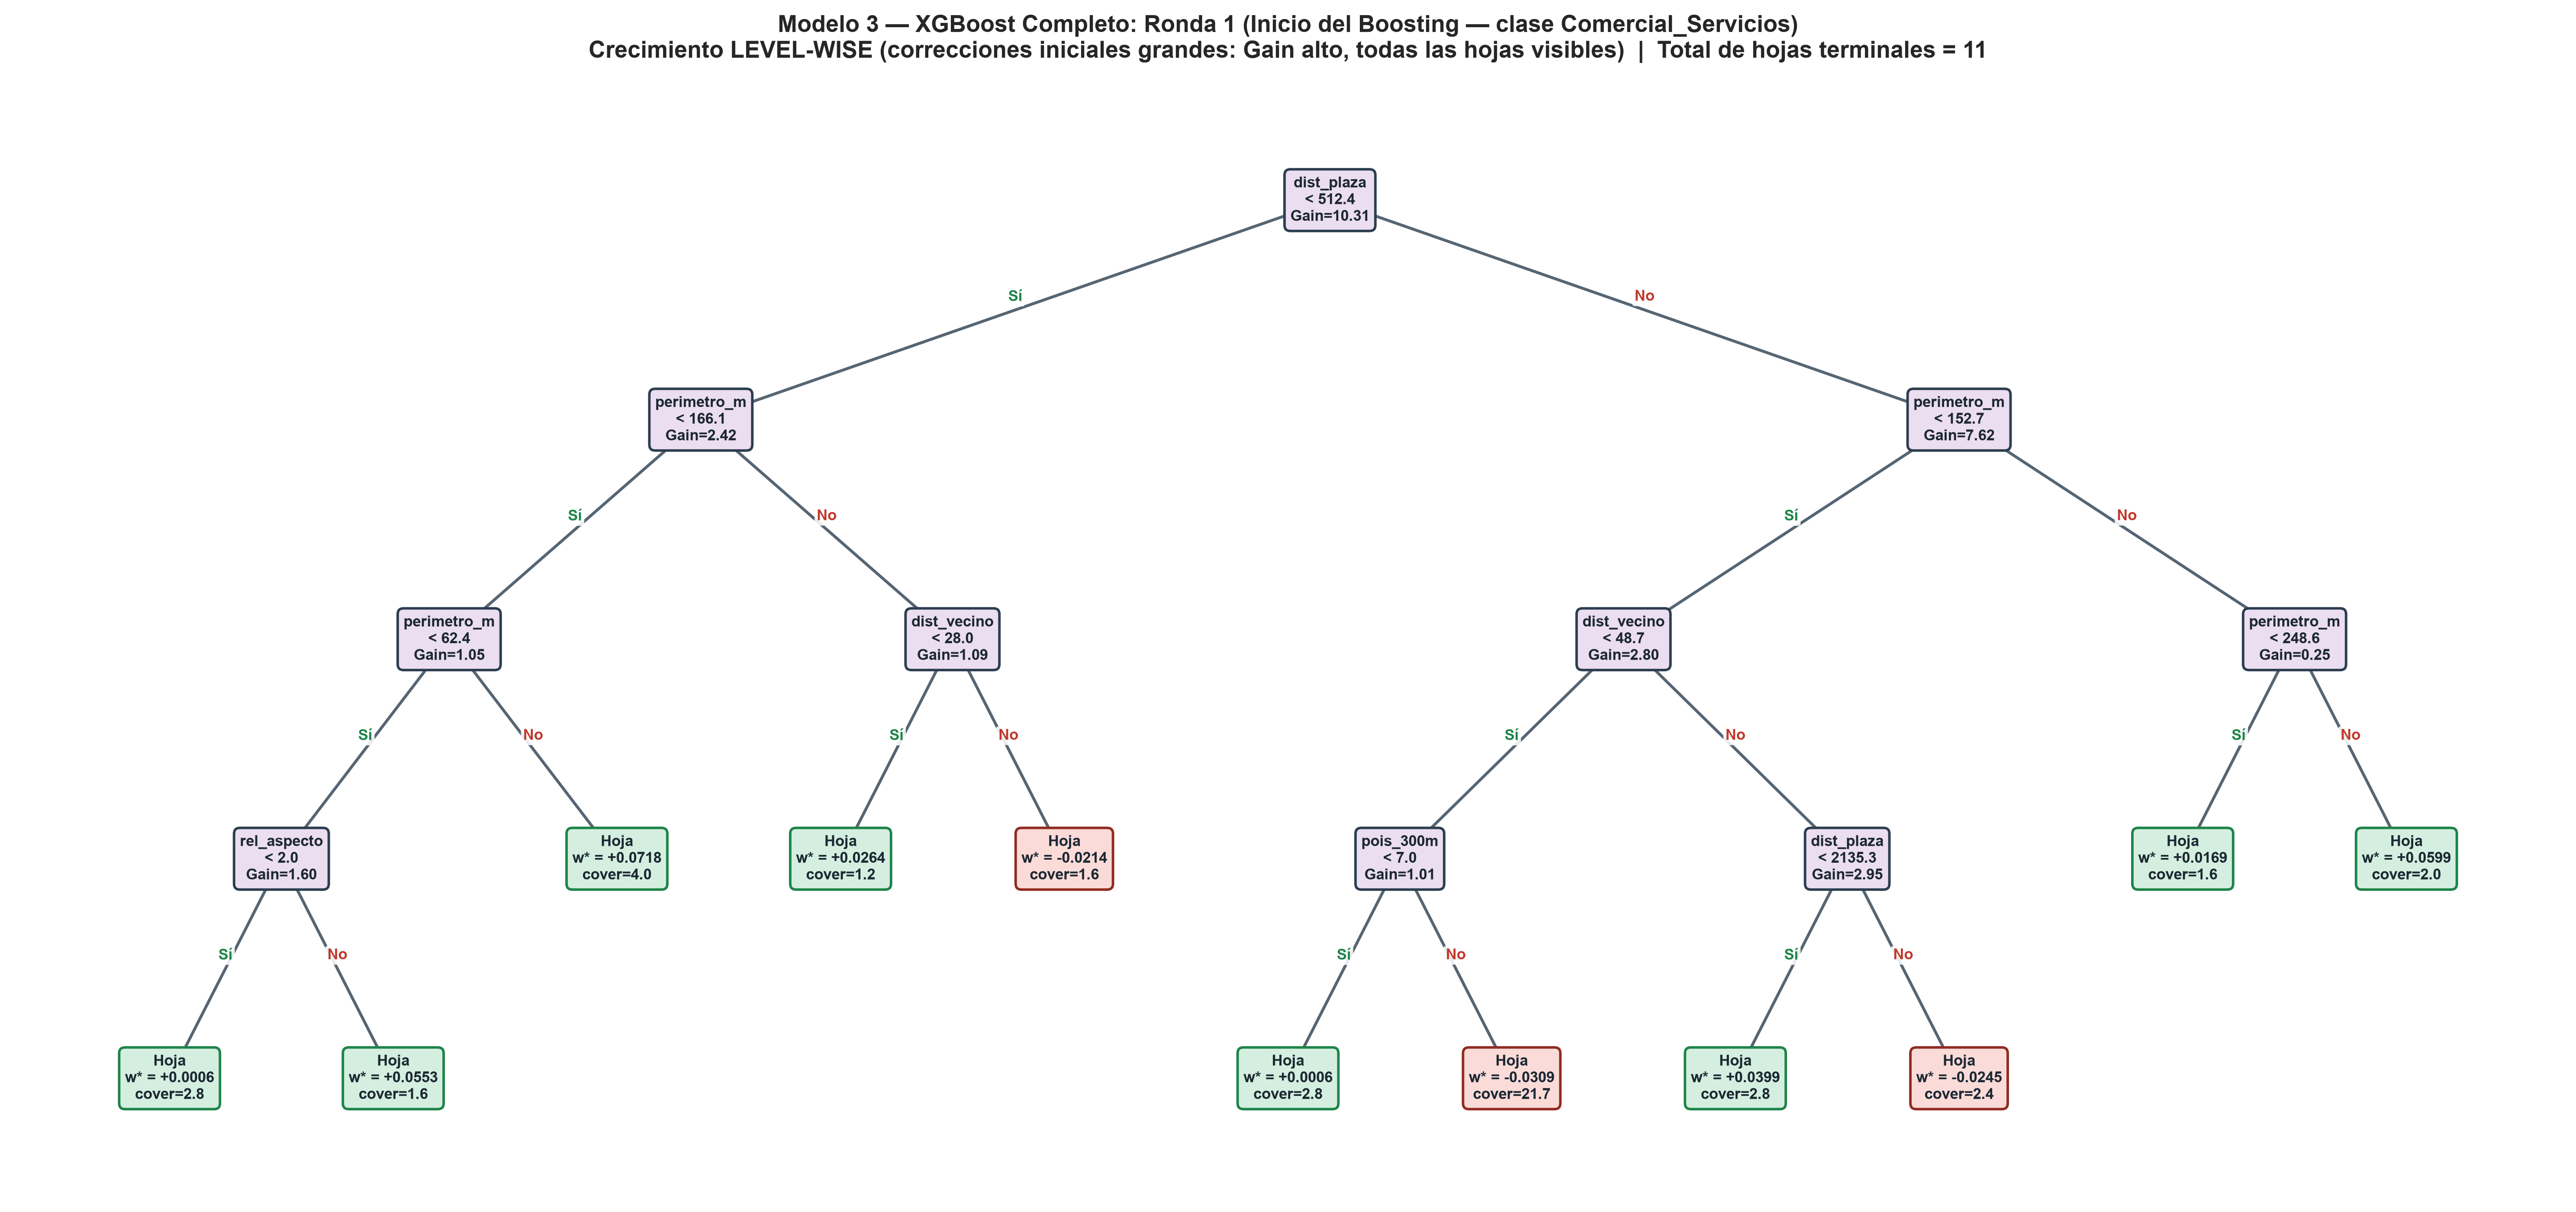 Modelo 3 — XGBoost Completo: Ronda 1 (Inicio del Boosting — clase Comercial_Servicios)
Crecimiento LEVEL-WISE (correcciones iniciales grandes: Gain alto, todas las hojas visibles) | Total de hojas terminales = 11
dist_plaza
< 512.4
Gain=10.31
Sí
No
perimetro_m
< 166.1
Gain=2.42
perimetro_m
< 152.7
Gain=7.62
Sí
No
Sí
No
perimetro_m
< 62.4
Gain=1.05
dist_vecino
< 28.0
Gain=1.09
dist_vecino
< 48.7
Gain=2.80
perimetro_m
< 248.6
Gain=0.25
Sí
No
Sí
No
Sí
No
Sí
No
rel_aspecto
< 2.0
Gain=1.60
Hoja
w* = +0.0718
cover=4.0
Hoja
w* = +0.0264
cover=1.2
Hoja
w* = -0.0214
cover=1.6
pois_300m
< 7.0
Gain=1.01
dist_plaza
< 2135.3
Gain=2.95
Hoja
w* = +0.0169
cover=1.6
Hoja
w* = +0.0599
cover=2.0
Sí
No
Sí
No
Sí
No
Hoja
w* = +0.0006
cover=2.8
Hoja
w* = +0.0553
cover=1.6
Hoja
w* = +0.0006
cover=2.8
Hoja
w* = -0.0309
cover=21.7
Hoja
w* = +0.0399
cover=2.8
Hoja
w* = -0.0245
cover=2.4